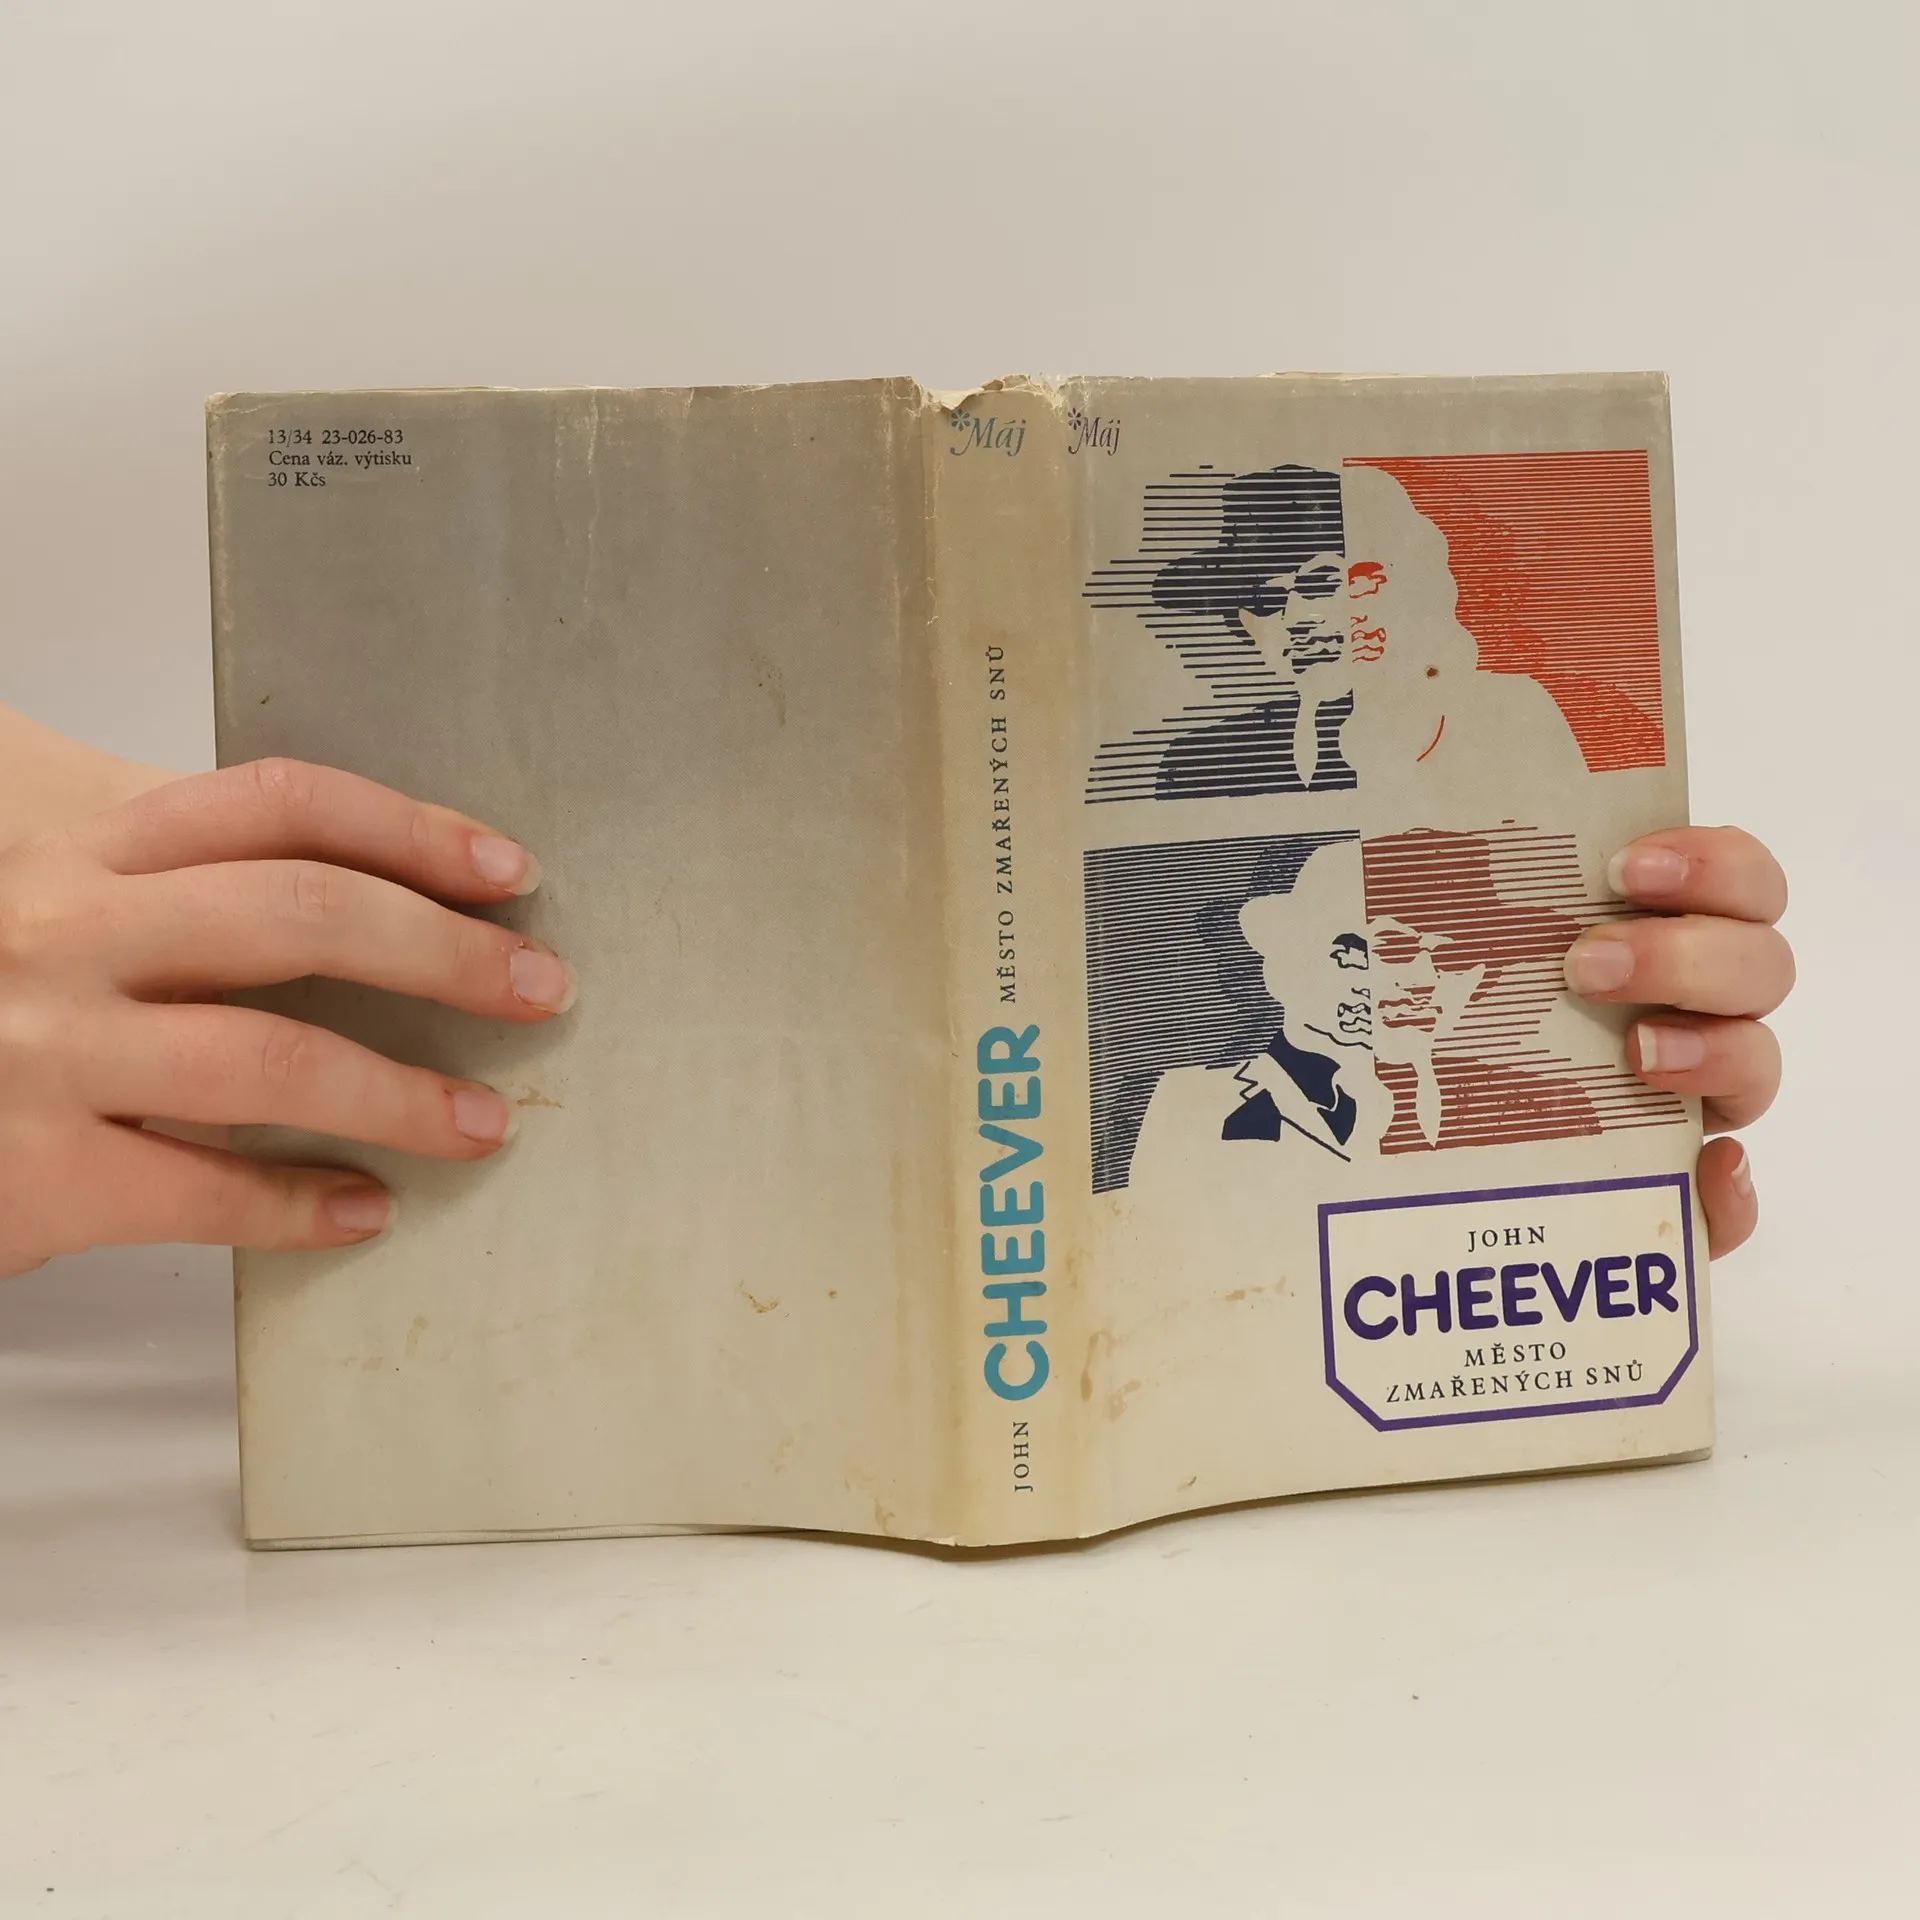 13/34 23-026-83
Cena váz. výtisku
30 Kčs
*Máj
JOHN CHEEVER MĚSTO ZMAŘENÝCH SNŮ
*Máj
JOHN
CHEEVER
MĚSTO
ZMAŘENÝCH SNŮ